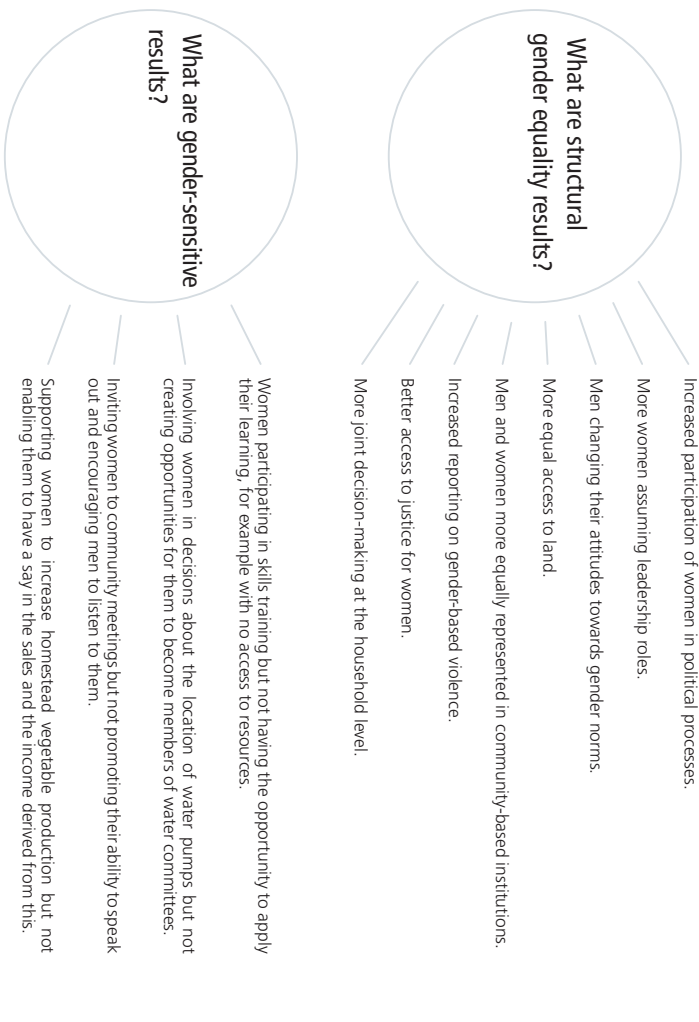 What are structural
gender equality results?
Increased participation of women in political processes.
More women assuming leadership roles.
Men changing their attitudes towards gender norms.
More equal access to land.
Men and women more equally represented in community-based institutions.
Increased reporting on gender-based violence.
Better access to justice for women.
More joint decision-making at the household level.
What are gender-sensitive
results?
Women participating in skills training but not having the opportunity to apply
their learning, for example with no access to resources.
Involving women in decisions about the location of water pumps but not
creating opportunities for them to become members of water committees.
Inviting women to community meetings but not promoting their ability to speak
out and encouraging men to listen to them.
Supporting women to increase homestead vegetable production but not
enabling them to have a say in the sales and the income derived from this.